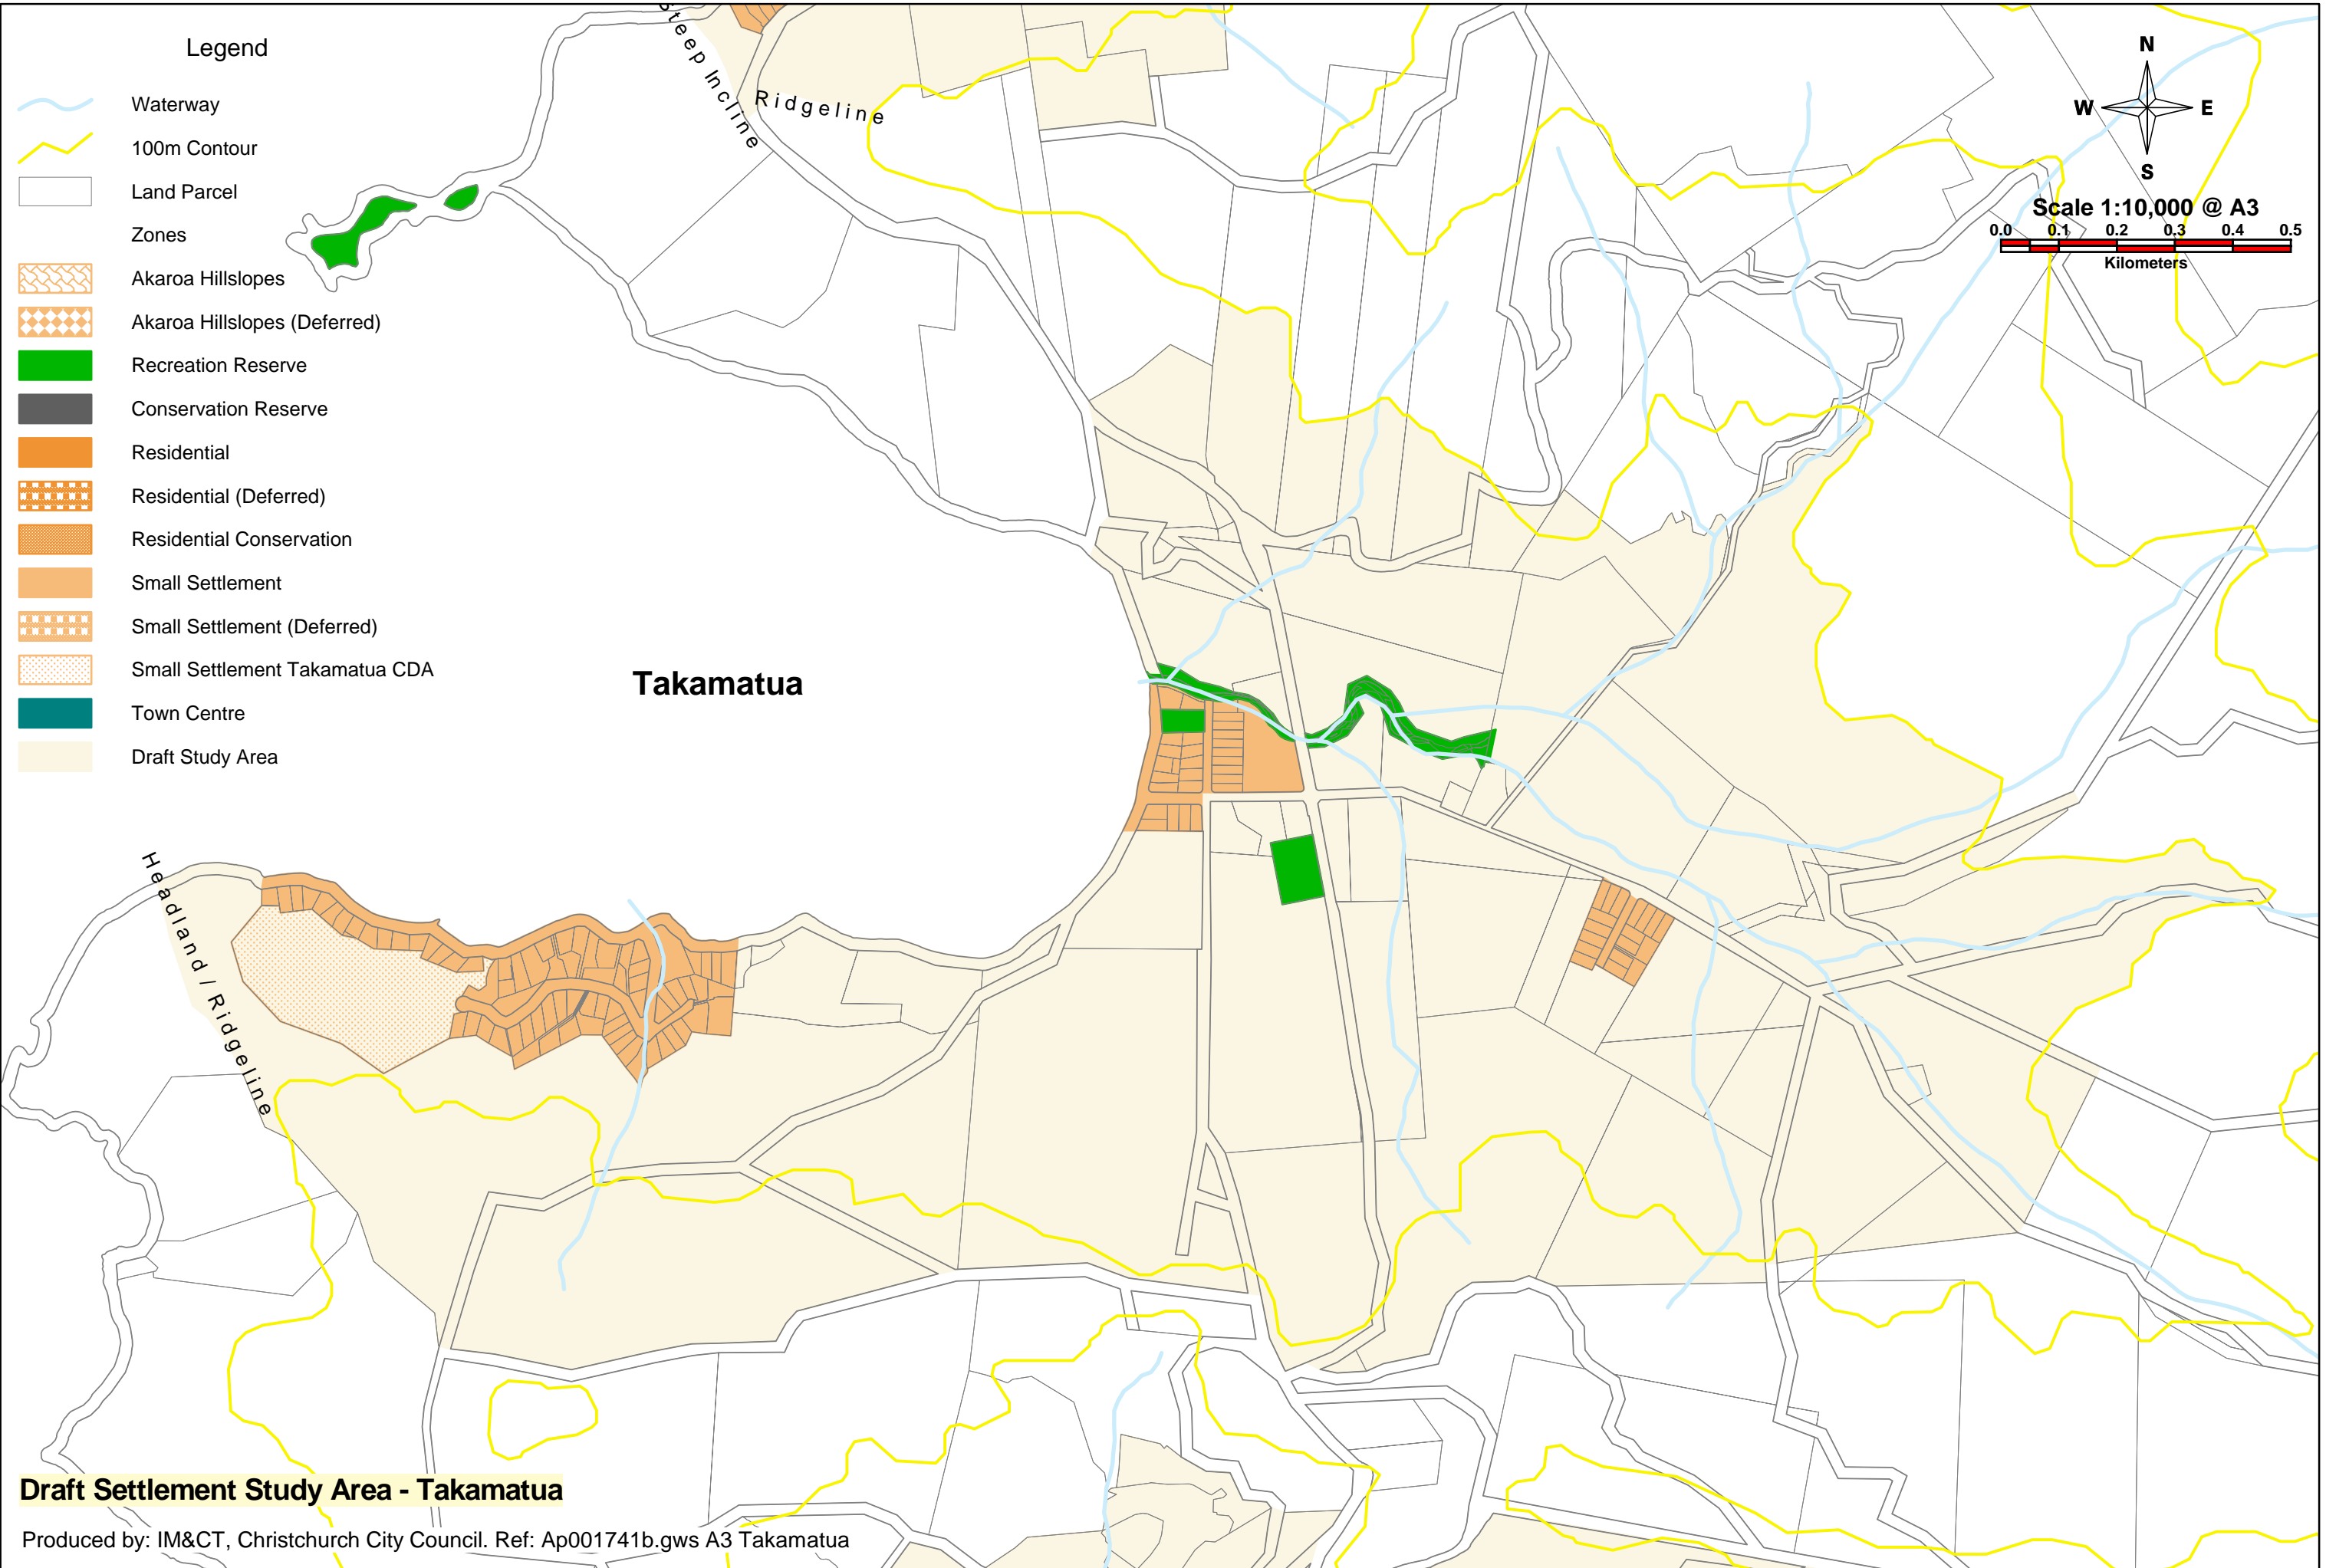 Legend
Waterway
100m Contour
Land Parcel
Zones
Akaroa Hillslopes
Akaroa Hillslopes (Deferred)
Recreation Reserve
Conservation Reserve
Residential
Residential (Deferred)
Residential Conservation
Small Settlement
Small Settlement (Deferred)
Small Settlement Takamatua CDA
Town Centre
Draft Study Area
Steep Incline
Ridgeline
N
W E
S
Scale 1:10,000 @ A3
0.0 0.1 0.2 0.3 0.4 0.5
Kilometers
Takamatua
Headland / Ridgeline
Draft Settlement Study Area - Takamatua
Produced by: IM&CT, Christchurch City Council. Ref: Ap001741b.gws A3 Takamatua